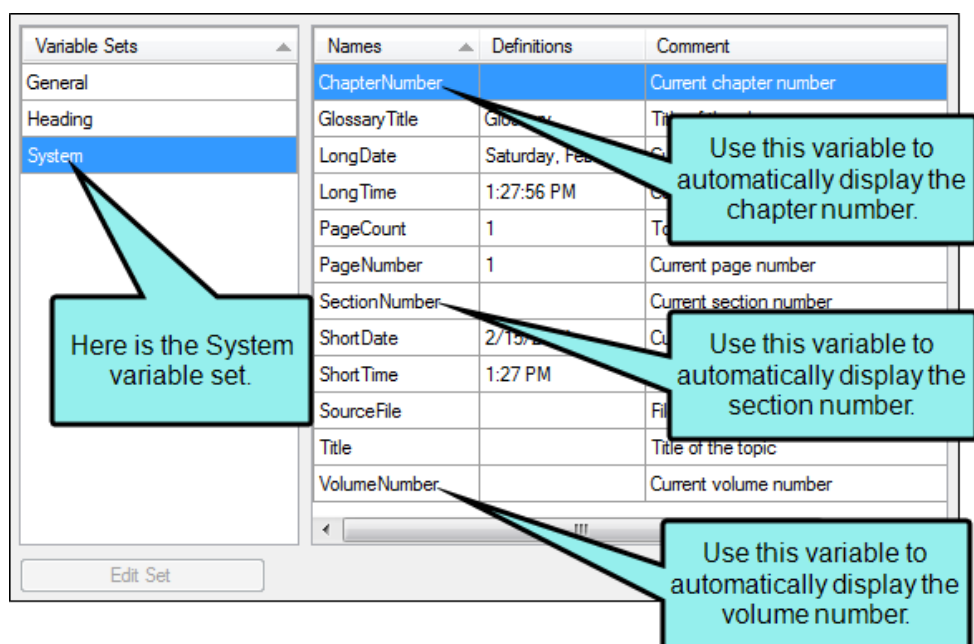 Variable Sets
General
Heading
System
Here is the System
variable set.
Edit Set
Names Definitions Comment
ChapterNumber Current chapter number
GlossaryTitle
LongDate Saturday,
LongTime 1:27:56 PM
PageCount 1
PageNumber 1 Current page number
SectionNumber Current section number
ShortDate
ShortTime 1:27 PM
SourceFile
Title Title of the topic
VolumeNumber Current volume number
Use this variable to
automatically display the
chapter number.
Use this variable to
automatically display the
section number.
Use this variable to
automatically display the
volume number.